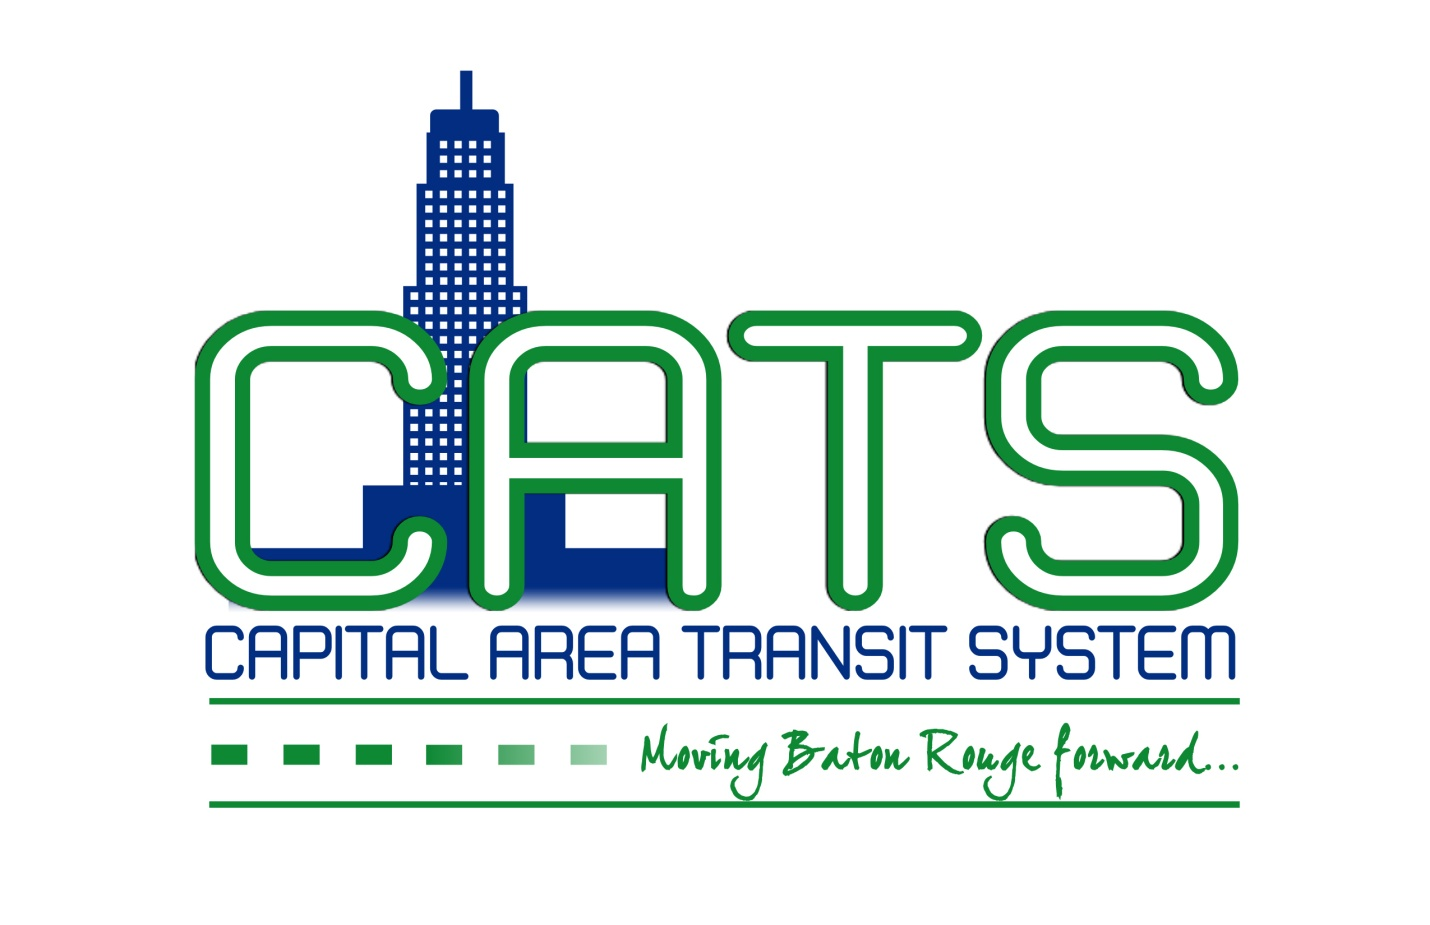 CATS
CAPITAL AREA TRANSIT SYSTEM
Moving Baton Rouge forward...